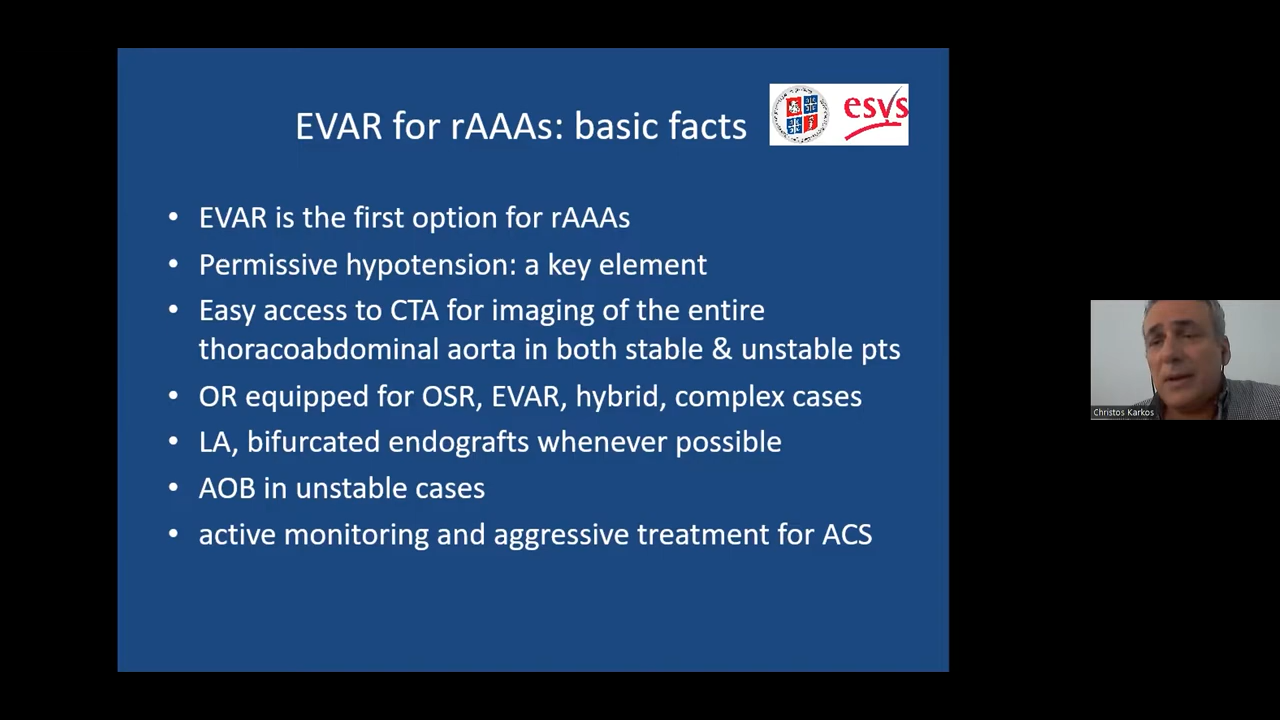 EVAR for rAAAs: basic facts
esvs
• EVAR is the first option for rAAAs
• Permissive hypotension: a key element
• Easy access to CTA for imaging of the entire
thoracoabdominal aorta in both stable & unstable pts
• OR equipped for OSR, EVAR, hybrid, complex cases
• LA, bifurcated endografts whenever possible
• AOB in unstable cases
• active monitoring and aggressive treatment for ACS
Christos Karkos